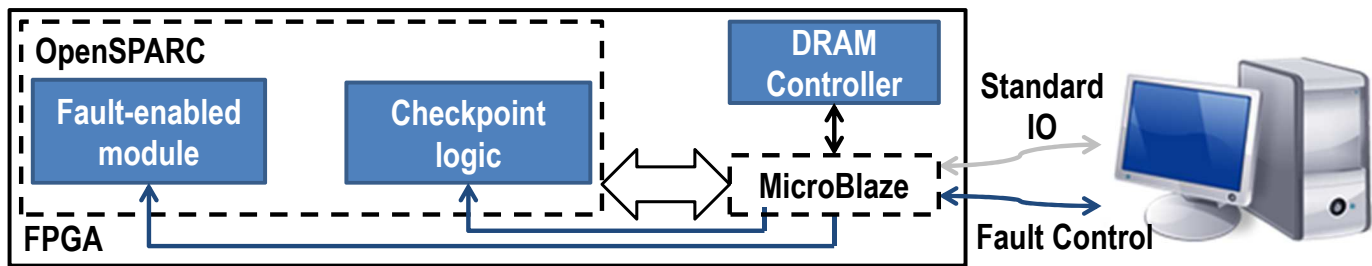 OpenSPARC
Fault-enabled
module
Checkpoint
logic
DRAM
Controller
Standard
IO
MicroBlaze
FPGA
Fault Control